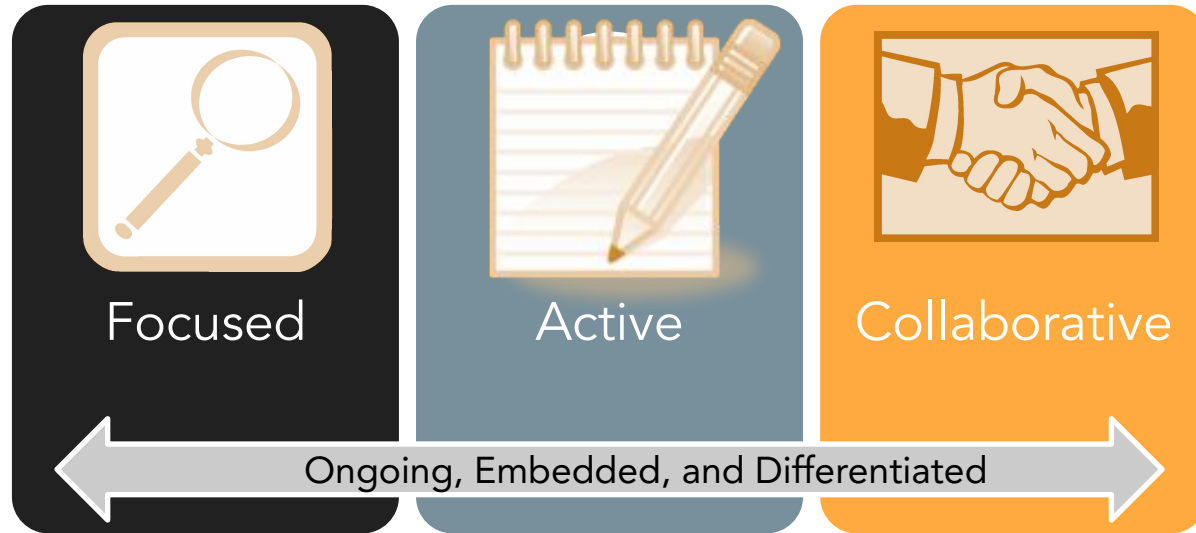 Focused
Active
Collaborative
Ongoing, Embedded, and Differentiated